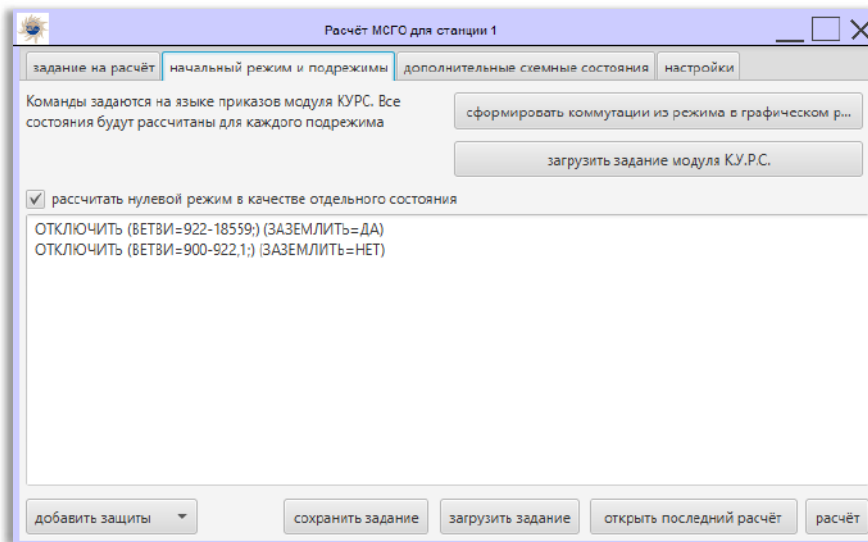 Расчёт МСГО для станции 1
задание на расчёт начальный режим и подрежимы дополнительные схемные состояния настройки
Команды задаются на языке приказов модуля КУРС. Все
состояния будут рассчитаны для каждого подрежима
сформировать коммутации из режима в графическом р...
загрузить задание модуля К.У.Р.С.
рассчитать нулевой режим в качестве отдельного состояния
ОТКЛЮЧИТЬ (ВЕТВИ=922-18559;) (ЗАЗЕМЛИТЬ=ДА)
ОТКЛЮЧИТЬ (ВЕТВИ=900-922,1;) (ЗАЗЕМЛИТЬ=НЕТ)
добавить защиты сохранить задание загрузить задание открыть последний расчёт расчёт